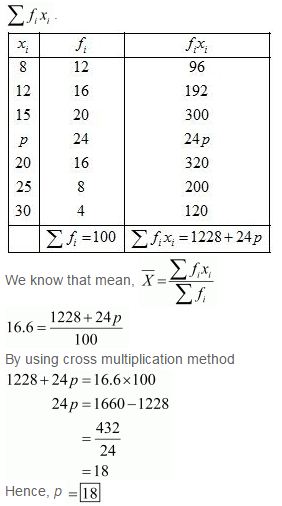 ∑ fᵢxᵢ .
xᵢ fᵢ fᵢxᵢ
8 12 96
12 16 192
15 20 300
p 24 24p
20 16 320
25 8 200
30 4 120
∑ fᵢ =100 ∑ fᵢxᵢ =1228+24p
We know that mean, X̄ = ∑ fᵢxᵢ / ∑ fᵢ
16.6 = 1228+24p / 100
By using cross multiplication method
1228+24p =16.6×100
24p =1660−1228
= 432 / 24
=18
Hence, p = 18